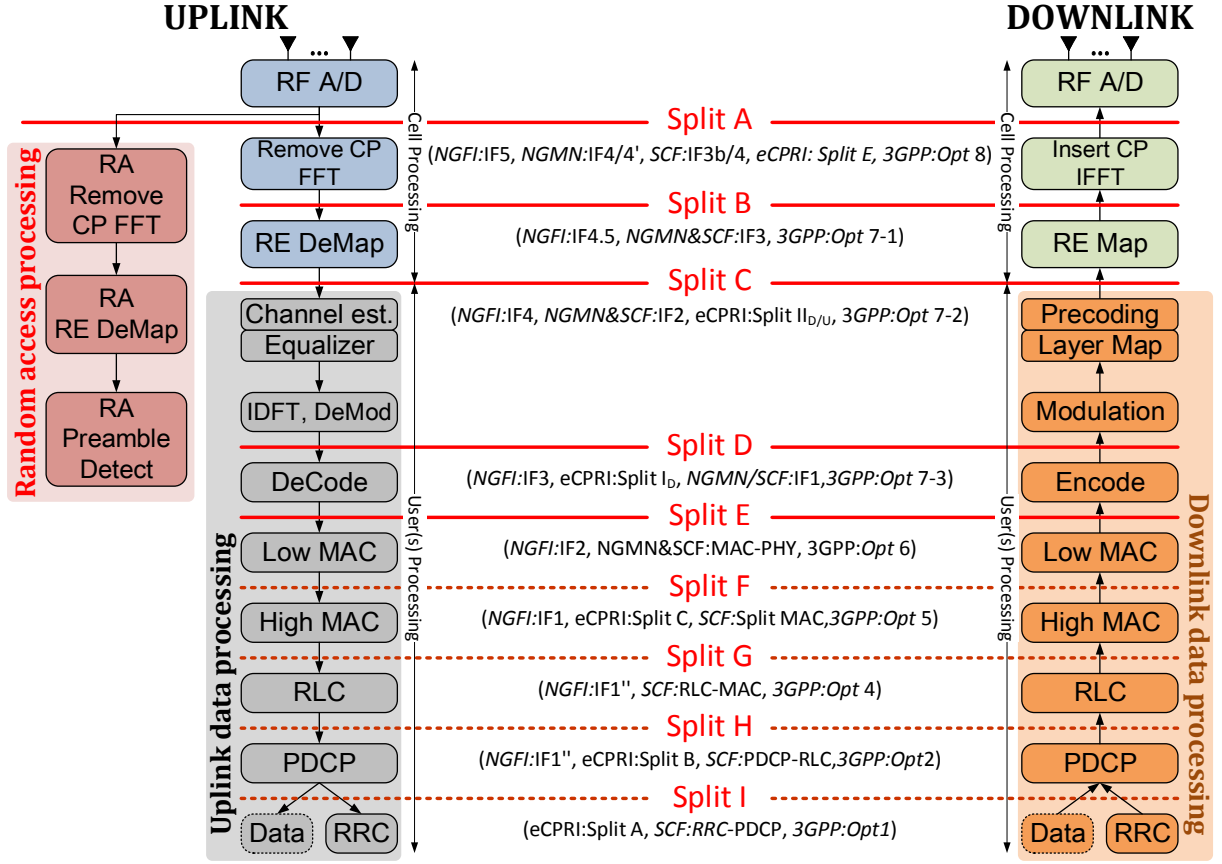 UPLINK
DOWNLINK
...
...
RF A/D
RF A/D
Cell Processing
Cell Processing
Split A
(NGFI:IF5, NGMN:IF4/4', SCF:IF3b/4, eCPRI: Split E, 3GPP:Opt 8)
Random access processing
RA
Remove
CP FFT
Remove CP
FFT
Insert CP
IFFT
Split B
(NGFI:IF4.5, NGMN&SCF:IF3, 3GPP:Opt 7-1)
RE DeMap
RE Map
RA
RE DeMap
Split C
(NGFI:IF4, NGMN&SCF:IF2, eCPRI:Split IID/U, 3GPP:Opt 7-2)
Channel est.
Equalizer
Precoding
Layer Map
RA
Preamble
Detect
IDFT, DeMod
Modulation
Split D
(NGFI:IF3, eCPRI:Split ID, NGMN/SCF:IF1,3GPP:Opt 7-3)
DeCode
Encode
Uplink data processing
User(s) Processing
User(s) Processing
Downlink data processing
Split E
(NGFI:IF2, NGMN&SCF:MAC-PHY, 3GPP:Opt 6)
Low MAC
Low MAC
Split F
(NGFI:IF1, eCPRI:Split C, SCF:Split MAC,3GPP:Opt 5)
High MAC
High MAC
Split G
(NGFI:IF1'', SCF:RLC-MAC, 3GPP:Opt 4)
RLC
RLC
Split H
(NGFI:IF1'', eCPRI:Split B, SCF:PDCP-RLC,3GPP:Opt2)
PDCP
PDCP
Split I
(eCPRI:Split A, SCF:RRC-PDCP, 3GPP:Opt1)
Data
RRC
Data
RRC